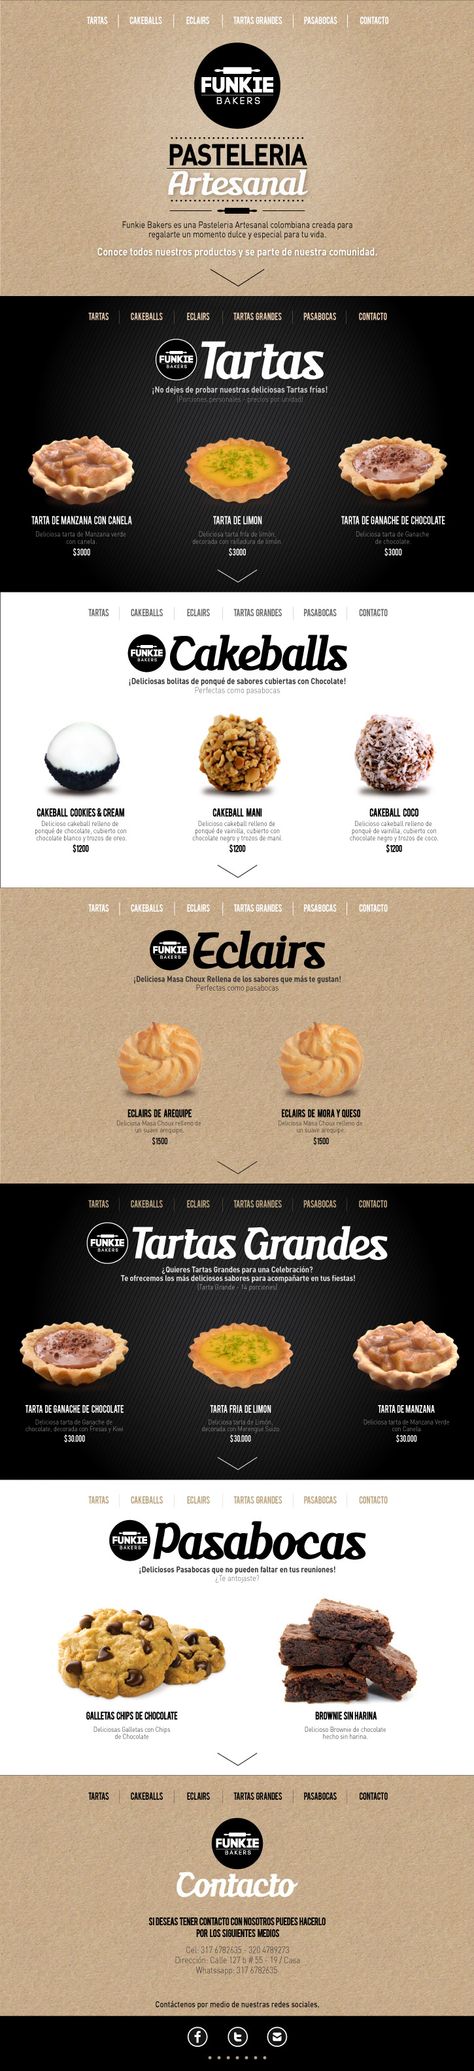 TARTAS CAKEBALLS ECLAIRS TARTAS GRANDES PASABOCAS CONTACTO
FUNKIE
BAKERS
PASTELERIA
Artesanal
Funkie Bakers es una Pasteleria Artesanal colombiana creada para
regalarte un momento dulce y especial para tu vida.
Conoce todos nuestros productos y se parte de nuestra comunidad.
TARTAS CAKEBALLS ECLAIRS TARTAS GRANDES PASABOCAS CONTACTO
FUNKIE
BAKERS
Tartas
¡No dejes de probar nuestras deliciosas Tartas frías!
(Porciones personales - precios por unidad)
TARTA DE MANZANA CON CANELA
Deliciosa tarta de Manzana verde
con canela.
$3000
TARTA DE LIMON
Deliciosa tarta fría de limón,
decorada con ralladura de limón.
$3000
TARTA DE GANACHE DE CHOCOLATE
Deliciosa tarta de Ganache
de chocolate.
$3000
TARTAS CAKEBALLS ECLAIRS TARTAS GRANDES PASABOCAS CONTACTO
FUNKIE
BAKERS
Cakeballs
¡Deliciosas bolitas de ponqué de sabores cubiertas con Chocolate!
Perfectas como pasabocas
CAKEBALL COOKIES & CREAM
Delicioso cakeball relleno de
ponqué de chocolate, cubierto con
chocolate blanco y trozos de oreo.
$1200
CAKEBALL MANI
Delicioso cakeball relleno de
ponqué de vainilla, cubierto con
chocolate negro y trozos de maní.
$1200
CAKEBALL COCO
Delicioso cakeball relleno de
ponqué de vainilla, cubierto con
chocolate negro y trozos de coco.
$1200
TARTAS CAKEBALLS ECLAIRS TARTAS GRANDES PASABOCAS CONTACTO
FUNKIE
BAKERS
Eclairs
¡Deliciosa Masa Choux Rellena de los sabores que más te gustan!
Perfectas como pasabocas
ECLAIRS DE AREQUIPE
Deliciosa Masa Choux relleno de
un suave arequipe.
$1500
ECLAIRS DE MORA Y QUESO
Deliciosa Masa Choux relleno de
$1500
TARTAS CAKEBALLS ECLAIRS TARTAS GRANDES PASABOCAS CONTACTO
FUNKIE
BAKERS
Tartas Grandes
¿Quieres Tartas Grandes para una Celebración?
Te ofrecemos los más deliciosos sabores para acompañarte en tus fiestas!
(Tarta Grande - 14 porciones)
TARTA DE GANACHE DE CHOCOLATE
Deliciosa tarta de Ganache de
chocolate, decorada con Fresas y Kiwi
$30.000
TARTA FRIA DE LIMON
Deliciosa tarta de Limón,
decorada con Merengue Suizo.
$30.000
TARTA DE MANZANA
Deliciosa tarta de Manzana Verde
con Canela.
$30.000
TARTAS CAKEBALLS ECLAIRS TARTAS GRANDES PASABOCAS CONTACTO
FUNKIE
BAKERS
Pasabocas
¡Deliciosos Pasabocas que no pueden faltar en tus reuniones!
¿Te antojaste?
GALLETAS CHIPS DE CHOCOLATE
Deliciosas Galletas con Chips
de Chocolate
BROWNIE SIN HARINA
Delicioso Brownie de chocolate
hecho sin harina.
TARTAS CAKEBALLS ECLAIRS TARTAS GRANDES PASABOCAS CONTACTO
FUNKIE
BAKERS
Contacto
SI DESEAS TENER CONTACTO CON NOSOTROS PUEDES HACERLO
POR LOS SIGUIENTES MEDIOS
Cel: 317 6782635 - 320 4789273
Dirección: Calle 127 b # 55 - 19 / Casa
Whatssapp: 317 6782635
Contáctenos por medio de nuestras redes sociales.